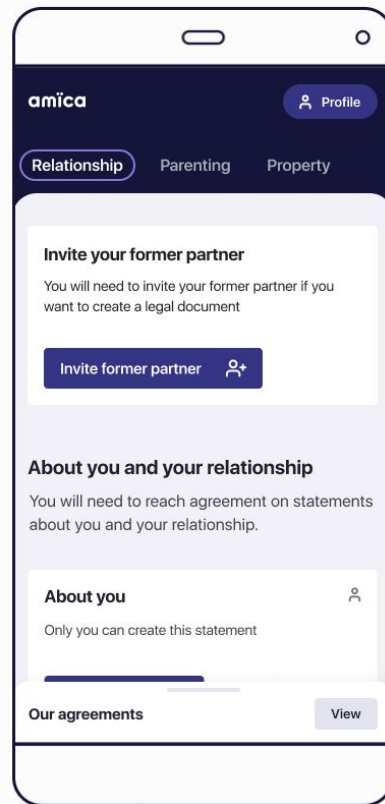 amïca
Profile
Relationship Parenting Property
Invite your former partner
You will need to invite your former partner if you
want to create a legal document
Invite former partner
About you and your relationship
You will need to reach agreement on statements
about you and your relationship.
About you
Only you can create this statement
Our agreements
View